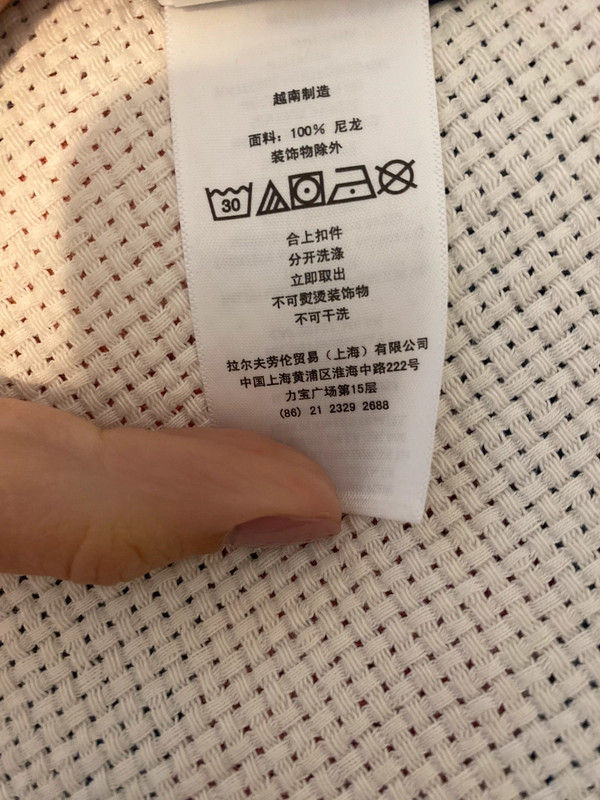 越南制造
面料: 100% 尼龙
装饰物除外
30
合上扣件
分开洗涤
立即取出
不可熨烫装饰物
不可干洗
拉尔夫劳伦贸易（上海）有限公司
中国上海黄浦区淮海中路222号
力宝广场第15层
(86) 21 2329 2688